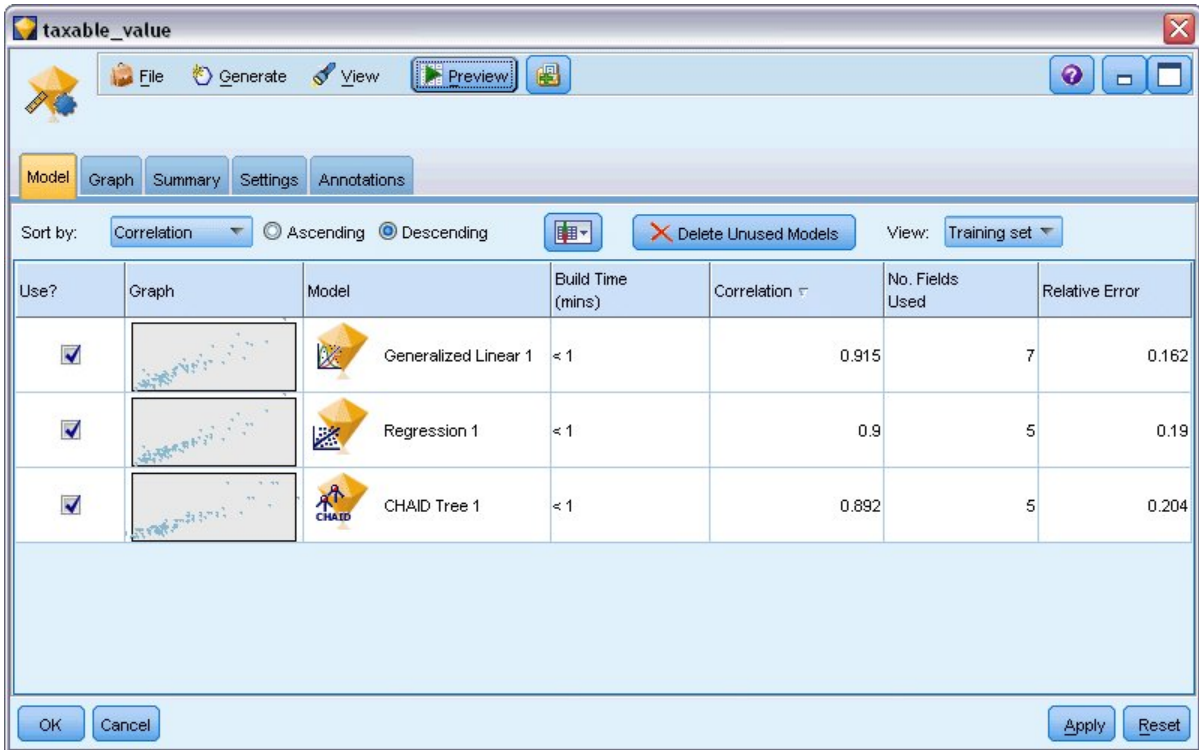 taxable_value
File Generate View Preview
Model Graph Summary Settings Annotations
Sort by: Correlation Ascending Descending Delete Unused Models View: Training set
Use? Graph Model Build Time (mins) Correlation No. Fields Used Relative Error
Generalized Linear 1 < 1 0.915 7 0.162
Regression 1 < 1 0.9 5 0.19
CHAID CHAID Tree 1 < 1 0.892 5 0.204
OK Cancel Apply Reset